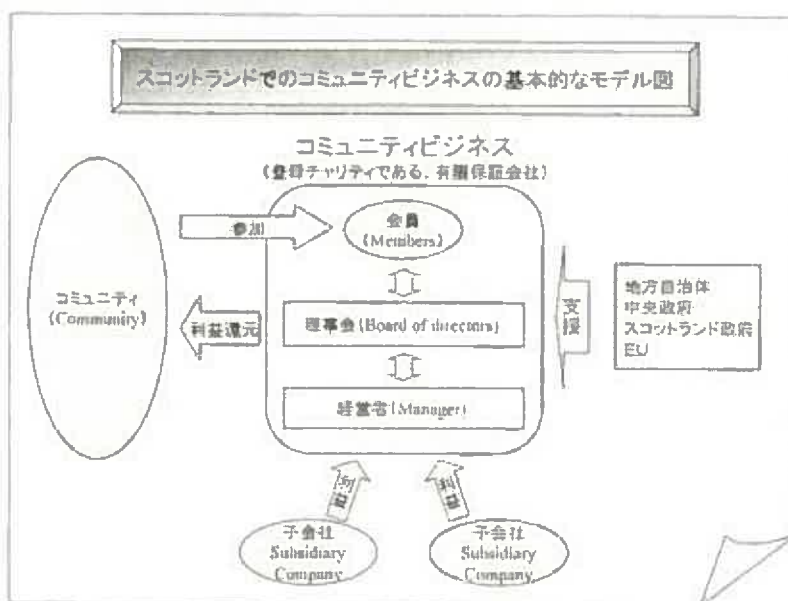 スコットランドでのコミュニティビジネスの基本的なモデル図
コミュニティビジネス
(登録チャリティである、有限保証会社)
参加
会員
(Members)
コミュニティ
(Community)
利益還元
理事会(Board of directors)
経営者(Manager)
支援
地方自治体
中央政府
スコットランド政府
EU
利益
利益
子会社
Subsidiary
Company
子会社
Subsidiary
Company